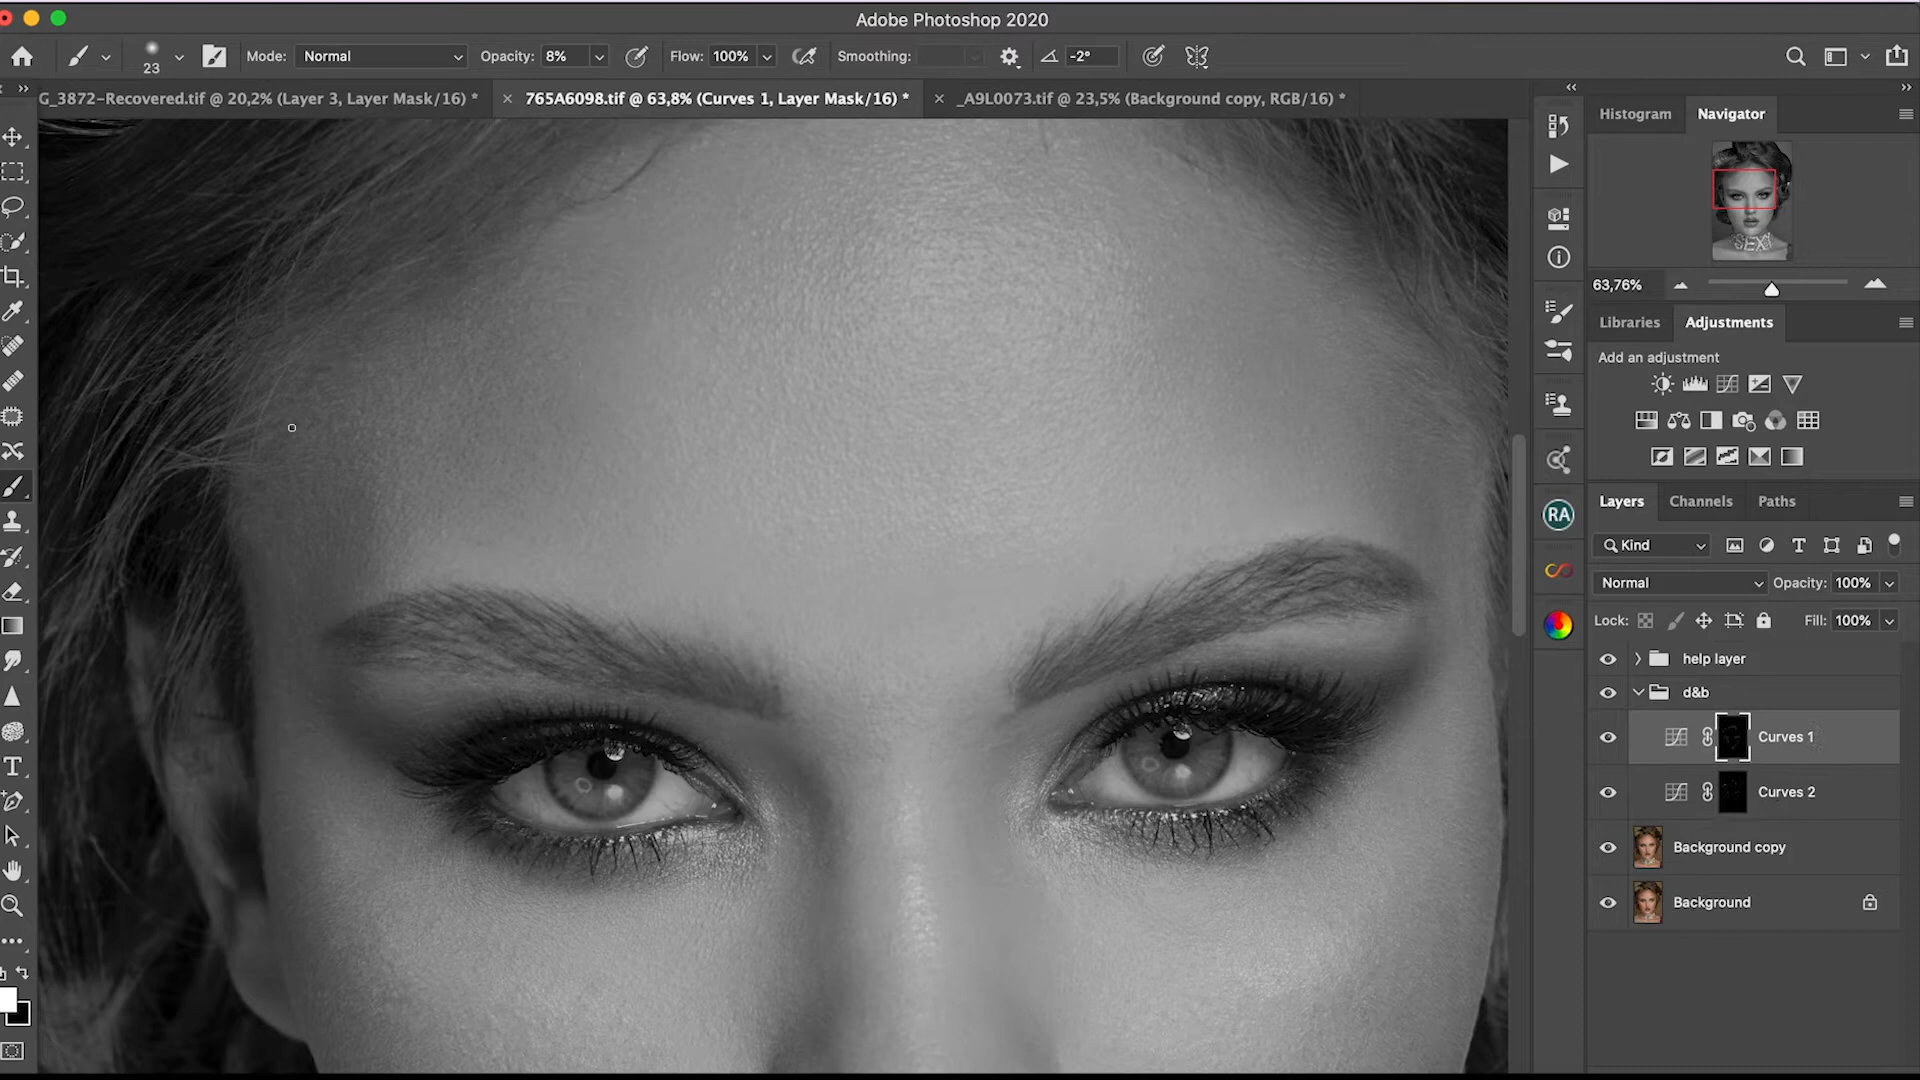 Adobe Photoshop 2020
23
Mode: Normal
Opacity: 8%
Flow: 100%
Smoothing:
-2°
G_3872-Recovered.tif @ 20,2% (Layer 3, Layer Mask/16) *
765A6098.tif @ 63,8% (Curves 1, Layer Mask/16) *
_A9L0073.tif @ 23,5% (Background copy, RGB/16) *
Histogram
Navigator
SEXY
63,76%
Libraries
Adjustments
Add an adjustment
RA
Layers
Channels
Paths
Kind
Normal
Opacity: 100%
Lock:
Fill: 100%
help layer
d&b
Curves 1
Curves 2
Background copy
Background